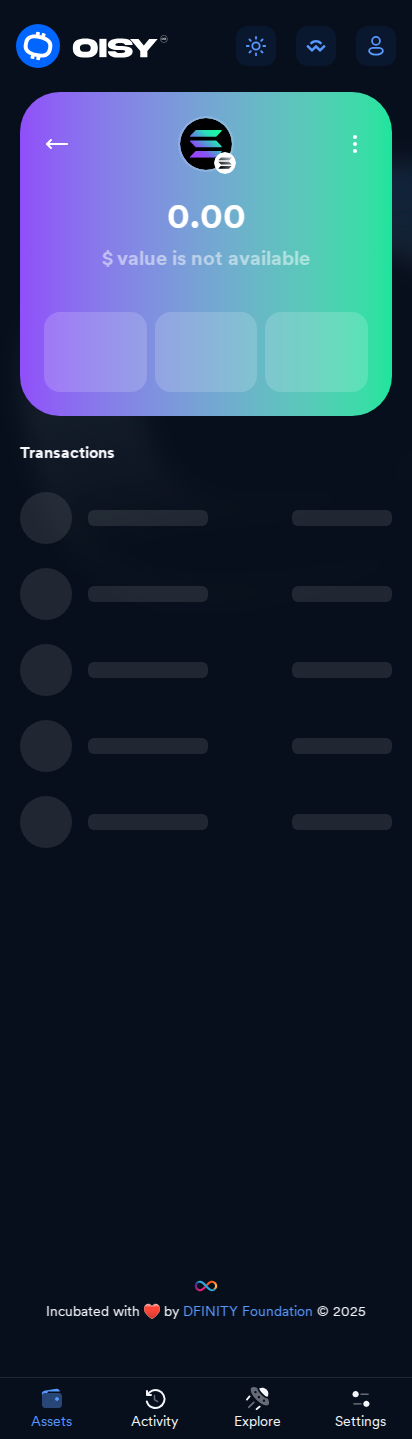 OISY
0.00
$ value is not available
Transactions
Incubated with ❤️ by DFINITY Foundation © 2025
Assets
Activity
Explore
Settings